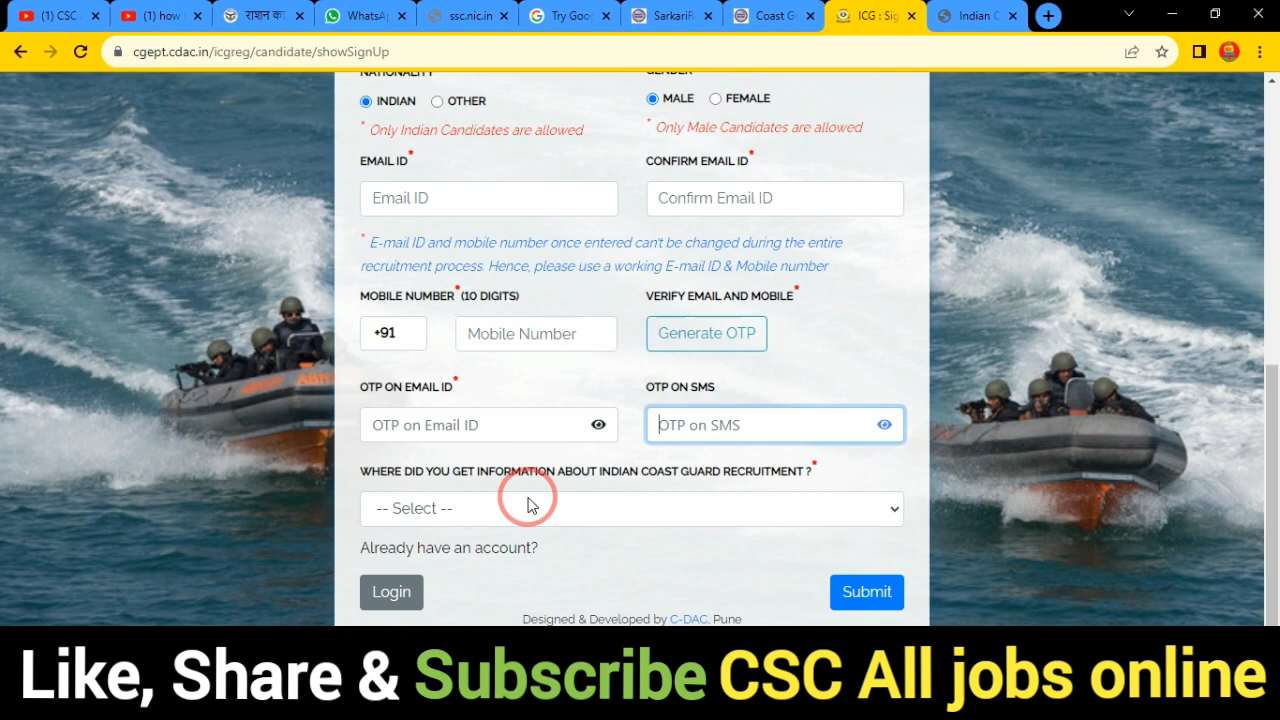 (1) CSC
(1) how
राशन का
WhatsA
ssc.nic.in
Try Goo
SarkariR
Coast G
ICG : Sig
Indian C
cgept.cdac.in/icgreg/candidate/showSignUp
NATIONALITY
GENDER
INDIAN OTHER
MALE FEMALE
* Only Indian Candidates are allowed
* Only Male Candidates are allowed
EMAIL ID*
CONFIRM EMAIL ID*
Email ID
Confirm Email ID
* E-mail ID and mobile number once entered can't be changed during the entire
recruitment process. Hence, please use a working E-mail ID & Mobile number
MOBILE NUMBER* (10 DIGITS)
VERIFY EMAIL AND MOBILE*
+91
Mobile Number
Generate OTP
OTP ON EMAIL ID*
OTP ON SMS
OTP on Email ID
OTP on SMS
WHERE DID YOU GET INFORMATION ABOUT INDIAN COAST GUARD RECRUITMENT ?*
-- Select --
Already have an account?
Login
Submit
Designed & Developed by C-DAC, Pune
Like, Share & Subscribe CSC All jobs online